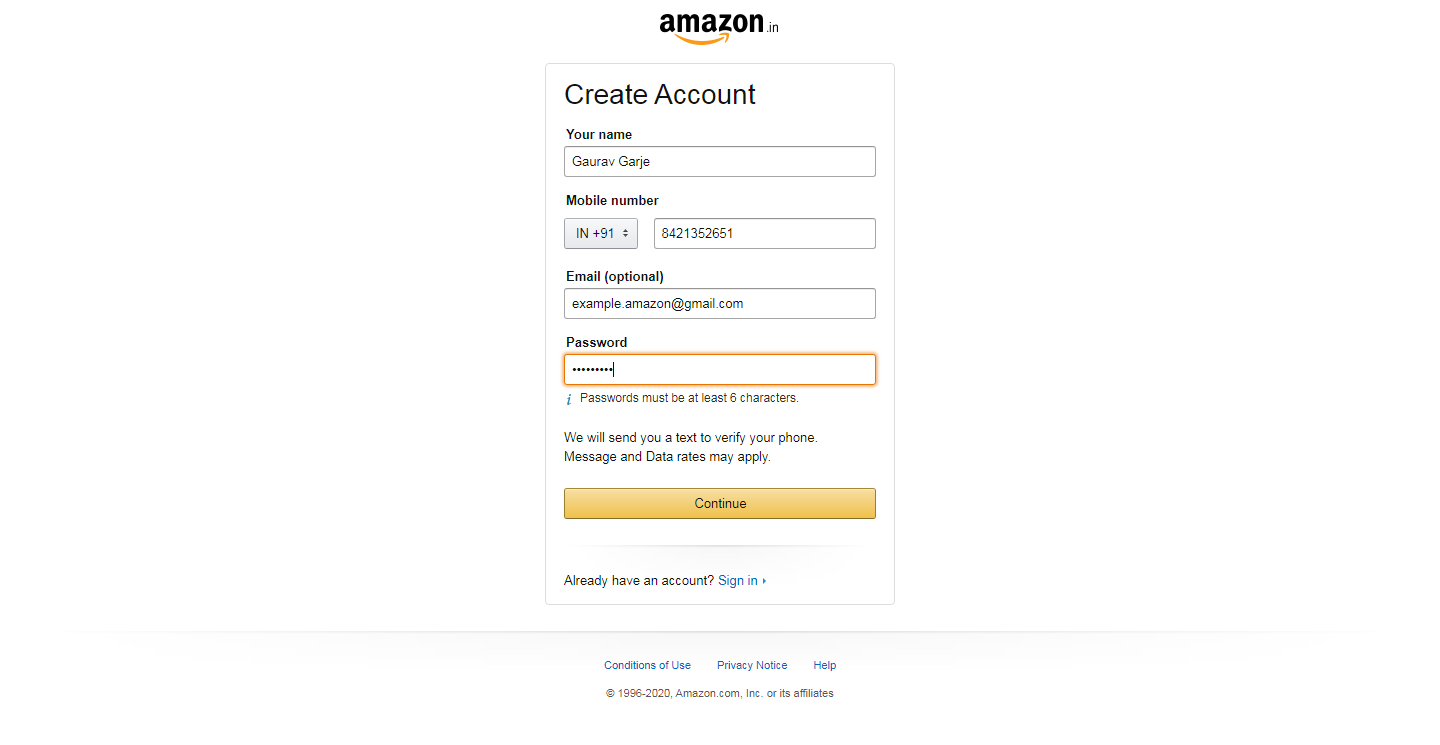 amazon.in
Create Account
Your name
Gaurav Garje
Mobile number
IN +91 8421352651
Email (optional)
example.amazon@gmail.com
Password
•••••••••
i Passwords must be at least 6 characters.
We will send you a text to verify your phone.
Message and Data rates may apply.
Continue
Already have an account? Sign in
Conditions of Use Privacy Notice Help
© 1996-2020, Amazon.com, Inc. or its affiliates